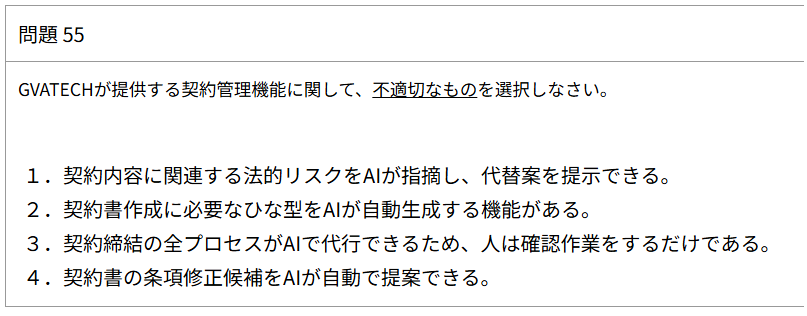 問題 55
GVATECHが提供する契約管理機能に関して、不適切なものを選択しなさい。
１．契約内容に関連する法的リスクをAIが指摘し、代替案を提示できる。
２．契約書作成に必要なひな型をAIが自動生成する機能がある。
３．契約締結の全プロセスがAIで代行できるため、人は確認作業をするだけである。
４．契約書の条項修正候補をAIが自動で提案できる。